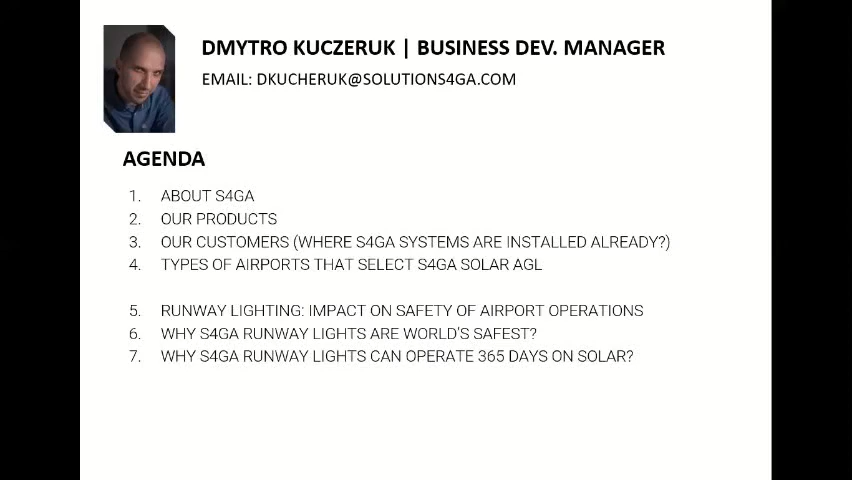 DMYTRO KUCZERUK | BUSINESS DEV. MANAGER
EMAIL: DKUCHERUK@SOLUTIONS4GA.COM
AGENDA
1. ABOUT S4GA
2. OUR PRODUCTS
3. OUR CUSTOMERS (WHERE S4GA SYSTEMS ARE INSTALLED ALREADY?)
4. TYPES OF AIRPORTS THAT SELECT S4GA SOLAR AGL
5. RUNWAY LIGHTING: IMPACT ON SAFETY OF AIRPORT OPERATIONS
6. WHY S4GA RUNWAY LIGHTS ARE WORLD'S SAFEST?
7. WHY S4GA RUNWAY LIGHTS CAN OPERATE 365 DAYS ON SOLAR?